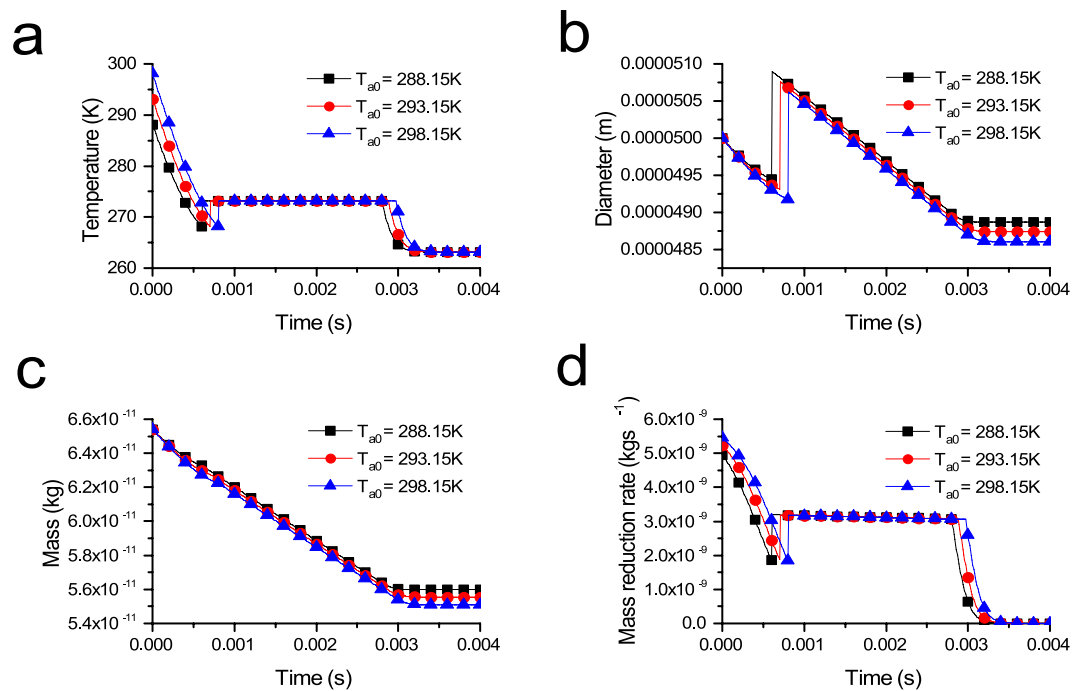 a
300
290
280
270
260
Temperature (K)
T_a0 = 288.15K
T_a0 = 293.15K
T_a0 = 298.15K
0.000 0.001 0.002 0.003 0.004
Time (s)
b
0.0000510
0.0000505
0.0000500
0.0000495
0.0000490
0.0000485
Diameter (m)
T_a0 = 288.15K
T_a0 = 293.15K
T_a0 = 298.15K
0.000 0.001 0.002 0.003 0.004
Time (s)
c
6.6x10^-11
6.4x10^-11
6.2x10^-11
6.0x10^-11
5.8x10^-11
5.6x10^-11
5.4x10^-11
Mass (kg)
T_a0 = 288.15K
T_a0 = 293.15K
T_a0 = 298.15K
0.000 0.001 0.002 0.003 0.004
Time (s)
d
6.0x10^-9
5.0x10^-9
4.0x10^-9
3.0x10^-9
2.0x10^-9
1.0x10^-9
0.0
Mass reduction rate (kgs^-1)
T_a0 = 288.15K
T_a0 = 293.15K
T_a0 = 298.15K
0.000 0.001 0.002 0.003 0.004
Time (s)